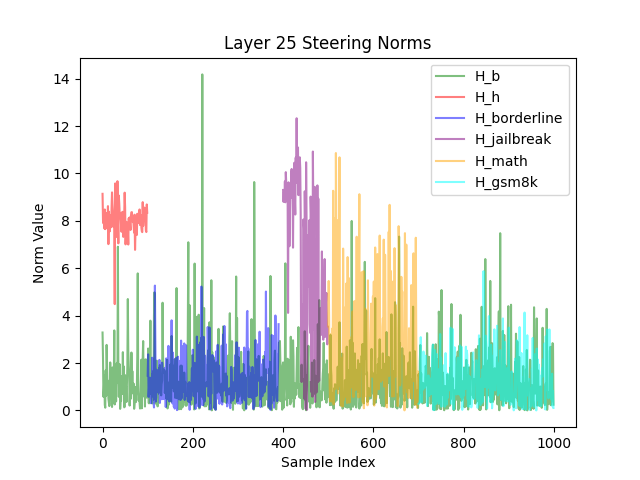 Layer 25 Steering Norms
14
12
10
8
6
4
2
0
Norm Value
H_b
H_h
H_borderline
H_jailbreak
H_math
H_gsm8k
0 200 400 600 800 1000
Sample Index